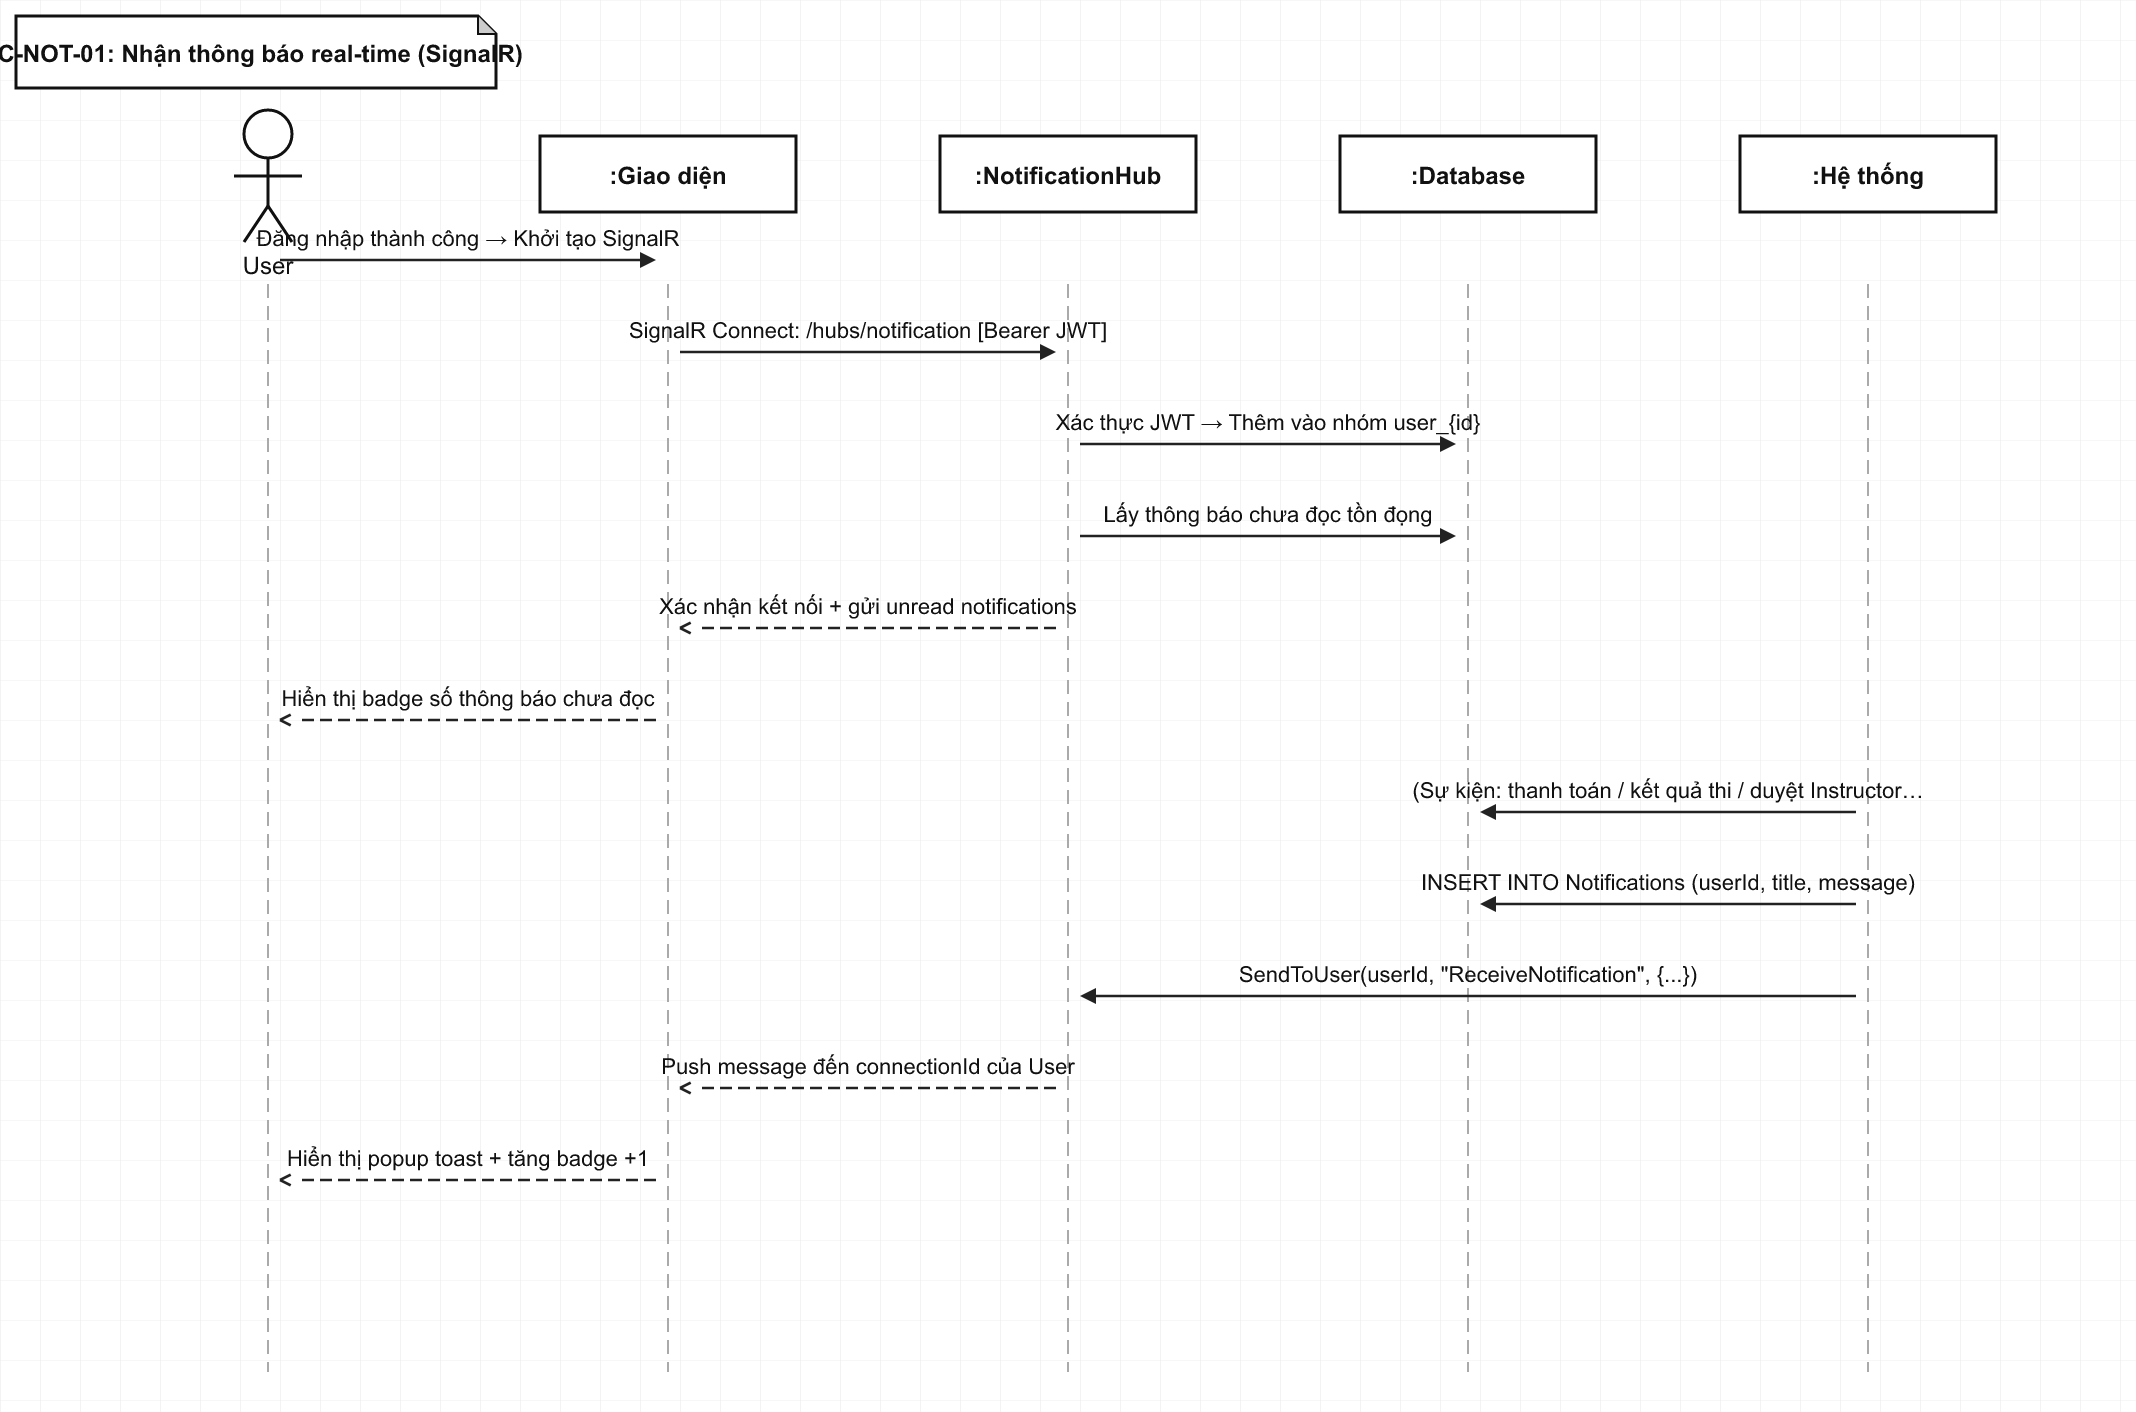 C-NOT-01: Nhận thông báo real-time (SignalR)
:Giao diện
:NotificationHub
:Database
:Hệ thống
Đăng nhập thành công → Khởi tạo SignalR
User
SignalR Connect: /hubs/notification [Bearer JWT]
Xác thực JWT → Thêm vào nhóm user_{id}
Lấy thông báo chưa đọc tồn đọng
Xác nhận kết nối + gửi unread notifications
Hiển thị badge số thông báo chưa đọc
(Sự kiện: thanh toán / kết quả thi / duyệt Instructor…
INSERT INTO Notifications (userId, title, message)
SendToUser(userId, "ReceiveNotification", {...})
Push message đến connectionId của User
Hiển thị popup toast + tăng badge +1